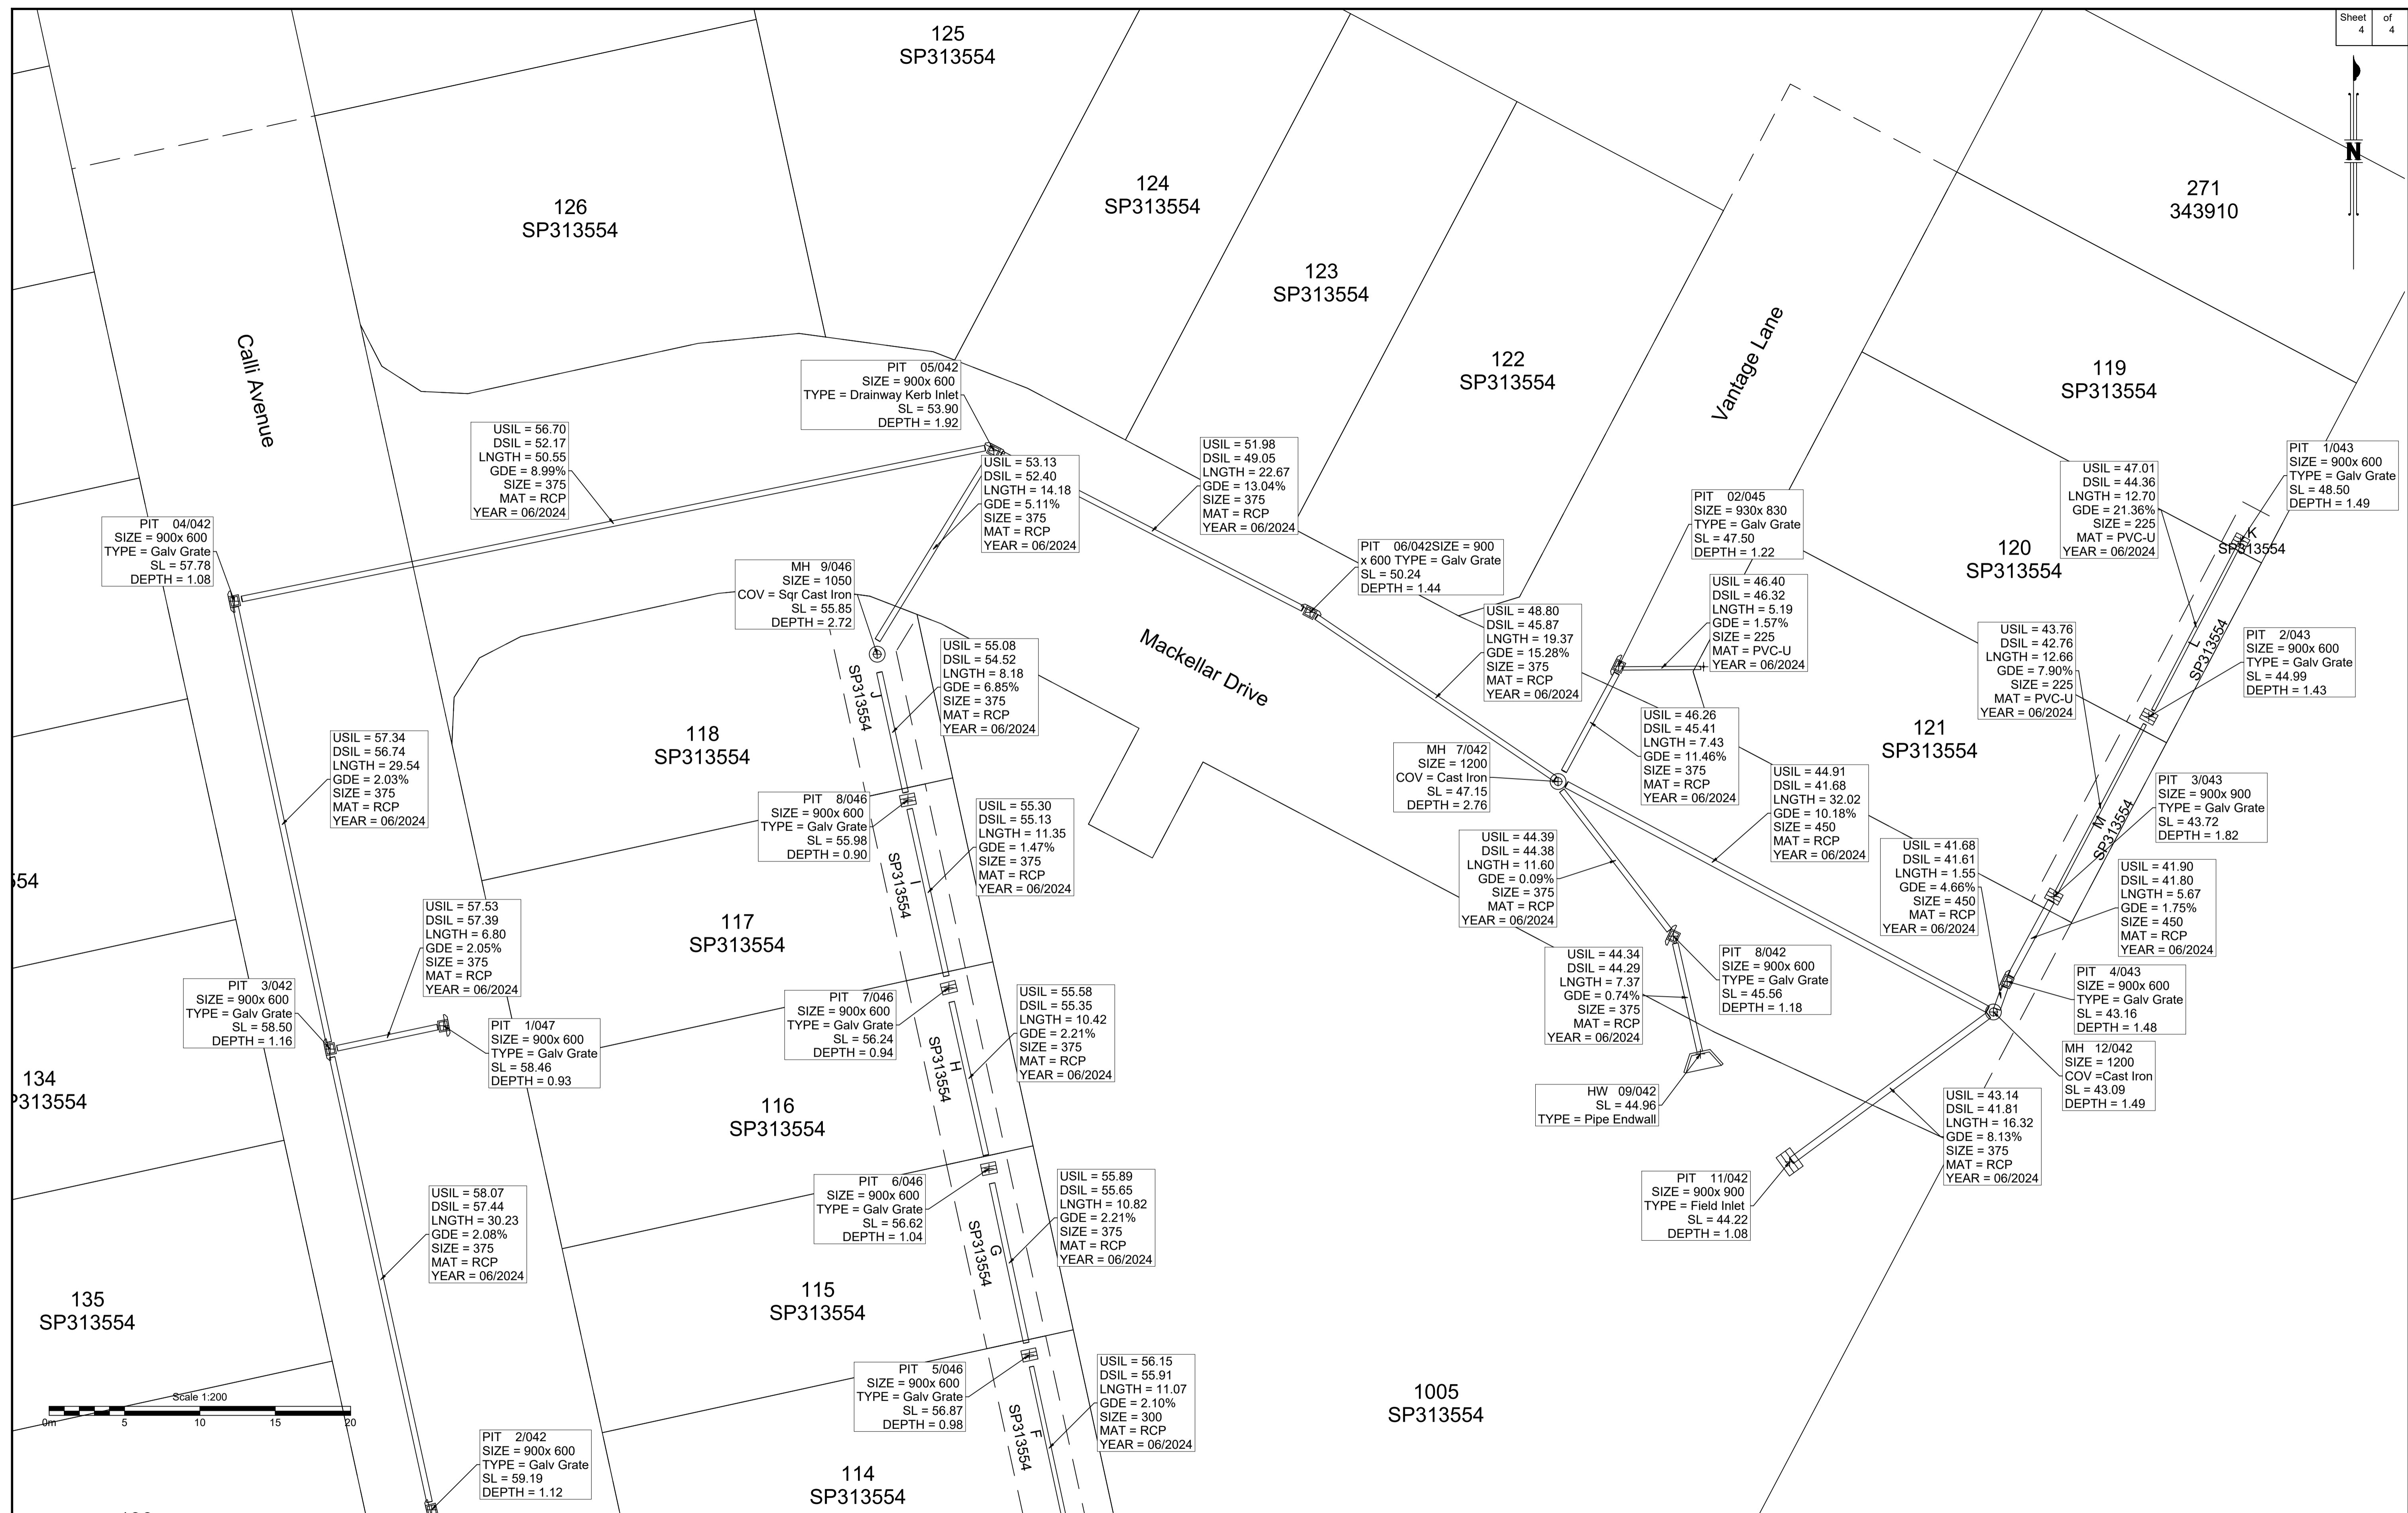 Sheet of
4 4
N
125
SP313554
126
SP313554
124
SP313554
123
SP313554
122
SP313554
271
343910
119
SP313554
120
SP313554
121
SP313554
118
SP313554
117
SP313554
116
SP313554
115
SP313554
114
SP313554
1005
SP313554
134
P313554
135
SP313554
554
Calli Avenue
Mackellar Drive
Vantage Lane
PIT 05/042
SIZE = 900x 600
TYPE = Drainway Kerb Inlet
SL = 53.90
DEPTH = 1.92
USIL = 56.70
DSIL = 52.17
LNGTH = 50.55
GDE = 8.99%
SIZE = 375
MAT = RCP
YEAR = 06/2024
USIL = 53.13
DSIL = 52.40
LNGTH = 14.18
GDE = 5.11%
SIZE = 375
MAT = RCP
YEAR = 06/2024
USIL = 51.98
DSIL = 49.05
LNGTH = 22.67
GDE = 13.04%
SIZE = 375
MAT = RCP
YEAR = 06/2024
PIT 04/042
SIZE = 900x 600
TYPE = Galv Grate
SL = 57.78
DEPTH = 1.08
MH 9/046
SIZE = 1050
COV = Sqr Cast Iron
SL = 55.85
DEPTH = 2.72
PIT 06/042SIZE = 900
x 600 TYPE = Galv Grate
SL = 50.24
DEPTH = 1.44
PIT 02/045
SIZE = 930x 830
TYPE = Galv Grate
SL = 47.50
DEPTH = 1.22
USIL = 46.40
DSIL = 46.32
LNGTH = 5.19
GDE = 1.57%
SIZE = 225
MAT = PVC-U
YEAR = 06/2024
USIL = 47.01
DSIL = 44.36
LNGTH = 12.70
GDE = 21.36%
SIZE = 225
MAT = PVC-U
YEAR = 06/2024
PIT 1/043
SIZE = 900x 600
TYPE = Galv Grate
SL = 48.50
DEPTH = 1.49
K
SP313554
L
SP313554
M
SP313554
USIL = 48.80
DSIL = 45.87
LNGTH = 19.37
GDE = 15.28%
SIZE = 375
MAT = RCP
YEAR = 06/2024
USIL = 43.76
DSIL = 42.76
LNGTH = 12.66
GDE = 7.90%
SIZE = 225
MAT = PVC-U
YEAR = 06/2024
PIT 2/043
SIZE = 900x 600
TYPE = Galv Grate
SL = 44.99
DEPTH = 1.43
USIL = 55.08
DSIL = 54.52
LNGTH = 8.18
GDE = 6.85%
SIZE = 375
MAT = RCP
YEAR = 06/2024
J
SP313554
USIL = 57.34
DSIL = 56.74
LNGTH = 29.54
GDE = 2.03%
SIZE = 375
MAT = RCP
YEAR = 06/2024
MH 7/042
SIZE = 1200
COV = Cast Iron
SL = 47.15
DEPTH = 2.76
USIL = 46.26
DSIL = 45.41
LNGTH = 7.43
GDE = 11.46%
SIZE = 375
MAT = RCP
YEAR = 06/2024
USIL = 44.91
DSIL = 41.68
LNGTH = 32.02
GDE = 10.18%
SIZE = 450
MAT = RCP
YEAR = 06/2024
PIT 3/043
SIZE = 900x 900
TYPE = Galv Grate
SL = 43.72
DEPTH = 1.82
PIT 8/046
SIZE = 900x 600
TYPE = Galv Grate
SL = 55.98
DEPTH = 0.90
USIL = 55.30
DSIL = 55.13
LNGTH = 11.35
GDE = 1.47%
SIZE = 375
MAT = RCP
YEAR = 06/2024
I
SP313554
USIL = 44.39
DSIL = 44.38
LNGTH = 11.60
GDE = 0.09%
SIZE = 375
MAT = RCP
YEAR = 06/2024
USIL = 41.68
DSIL = 41.61
LNGTH = 1.55
GDE = 4.66%
SIZE = 450
MAT = RCP
YEAR = 06/2024
USIL = 41.90
DSIL = 41.80
LNGTH = 5.67
GDE = 1.75%
SIZE = 450
MAT = RCP
YEAR = 06/2024
USIL = 57.53
DSIL = 57.39
LNGTH = 6.80
GDE = 2.05%
SIZE = 375
MAT = RCP
YEAR = 06/2024
PIT 3/042
SIZE = 900x 600
TYPE = Galv Grate
SL = 58.50
DEPTH = 1.16
PIT 1/047
SIZE = 900x 600
TYPE = Galv Grate
SL = 58.46
DEPTH = 0.93
PIT 7/046
SIZE = 900x 600
TYPE = Galv Grate
SL = 56.24
DEPTH = 0.94
USIL = 55.58
DSIL = 55.35
LNGTH = 10.42
GDE = 2.21%
SIZE = 375
MAT = RCP
YEAR = 06/2024
H
SP313554
USIL = 44.34
DSIL = 44.29
LNGTH = 7.37
GDE = 0.74%
SIZE = 375
MAT = RCP
YEAR = 06/2024
PIT 8/042
SIZE = 900x 600
TYPE = Galv Grate
SL = 45.56
DEPTH = 1.18
PIT 4/043
SIZE = 900x 600
TYPE = Galv Grate
SL = 43.16
DEPTH = 1.48
MH 12/042
SIZE = 1200
COV =Cast Iron
SL = 43.09
DEPTH = 1.49
HW 09/042
SL = 44.96
TYPE = Pipe Endwall
USIL = 43.14
DSIL = 41.81
LNGTH = 16.32
GDE = 8.13%
SIZE = 375
MAT = RCP
YEAR = 06/2024
PIT 11/042
SIZE = 900x 900
TYPE = Field Inlet
SL = 44.22
DEPTH = 1.08
PIT 6/046
SIZE = 900x 600
TYPE = Galv Grate
SL = 56.62
DEPTH = 1.04
USIL = 55.89
DSIL = 55.65
LNGTH = 10.82
GDE = 2.21%
SIZE = 375
MAT = RCP
YEAR = 06/2024
G
SP313554
USIL = 58.07
DSIL = 57.44
LNGTH = 30.23
GDE = 2.08%
SIZE = 375
MAT = RCP
YEAR = 06/2024
PIT 5/046
SIZE = 900x 600
TYPE = Galv Grate
SL = 56.87
DEPTH = 0.98
USIL = 56.15
DSIL = 55.91
LNGTH = 11.07
GDE = 2.10%
SIZE = 300
MAT = RCP
YEAR = 06/2024
F
SP313554
Scale 1:200
0m 5 10 15 20
PIT 2/042
SIZE = 900x 600
TYPE = Galv Grate
SL = 59.19
DEPTH = 1.12